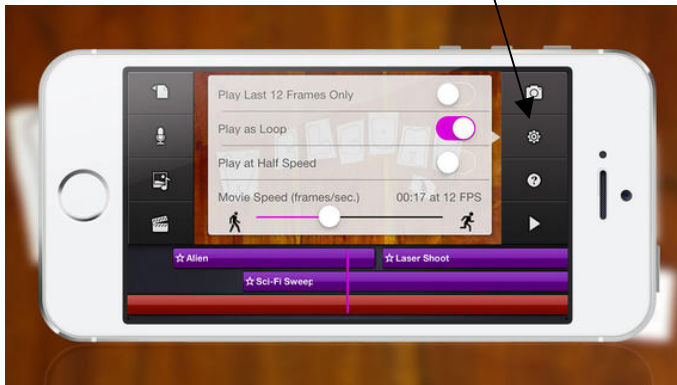 Play Last 12 Frames Only
Play as Loop
Play at Half Speed
Movie Speed (frames/sec.) 00:17 at 12 FPS
☆ Alien
☆ Laser Shoot
☆ Sci-Fi Sweep